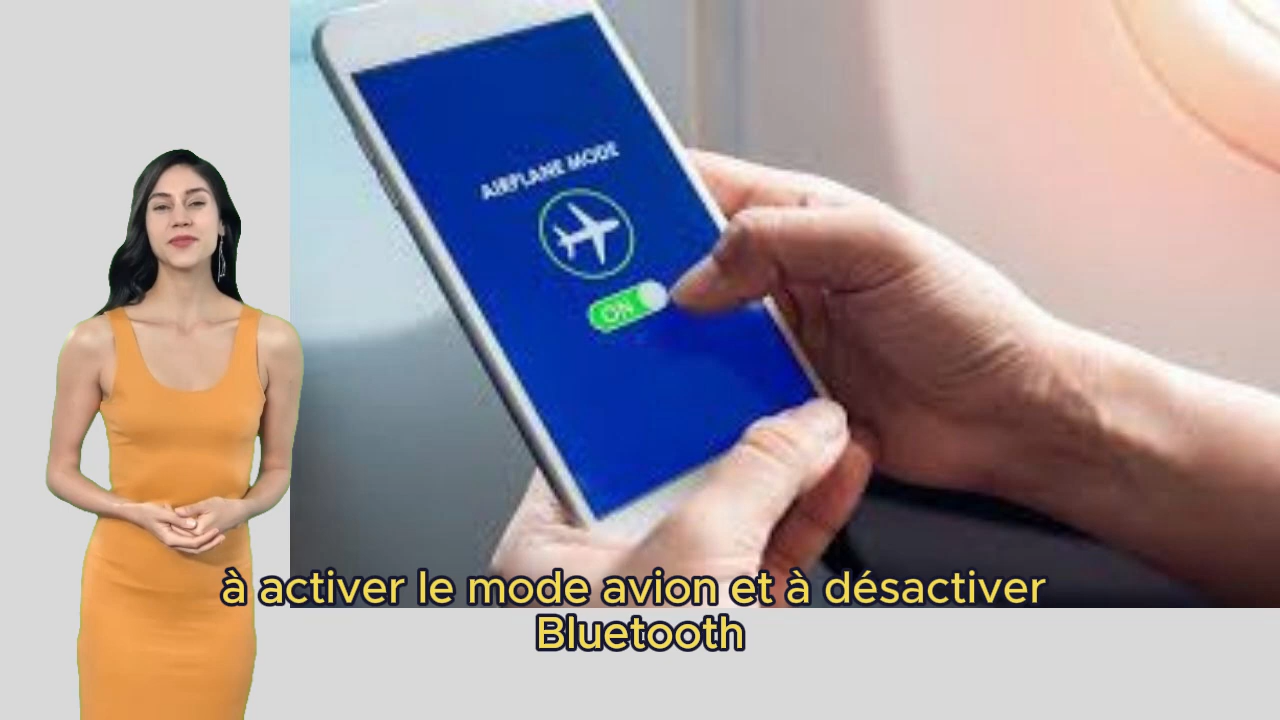 AIRPLANE MODE
ON
à activer le mode avion et à désactiver
Bluetooth